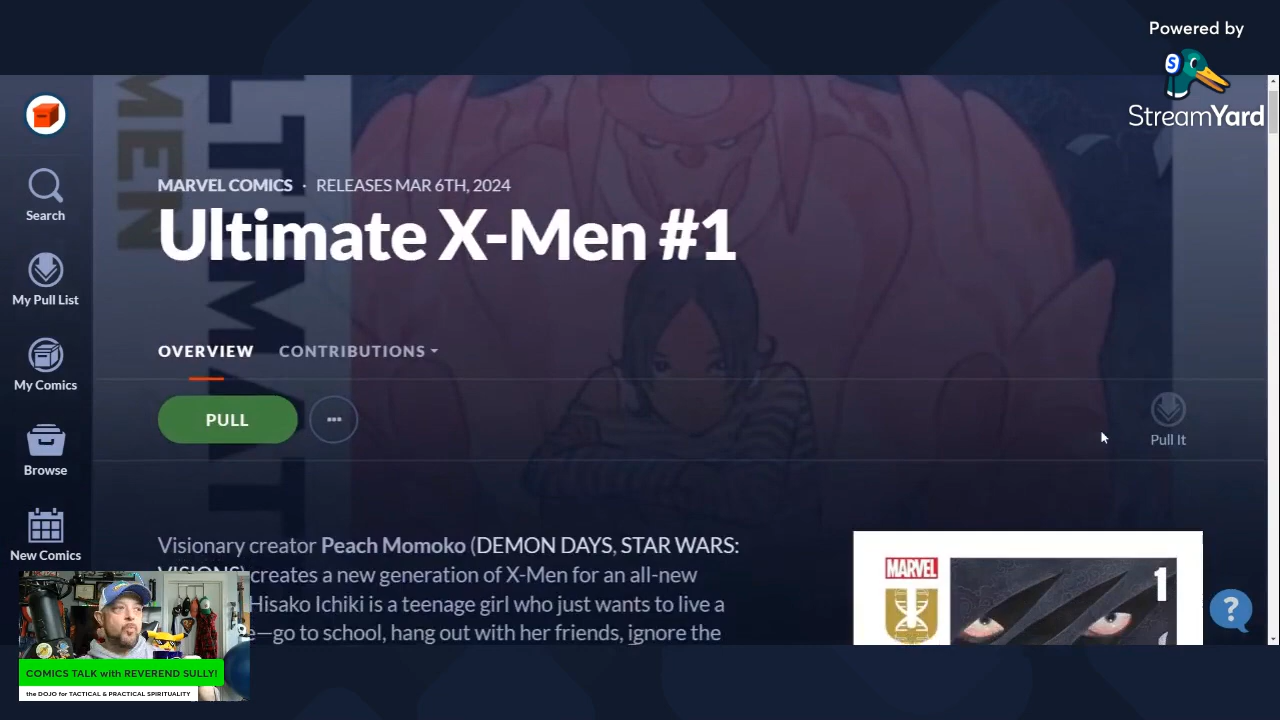 Powered by
StreamYard
Search
My Pull List
My Comics
Browse
New Comics
MEN
ULTIMAT
MARVEL COMICS · RELEASES MAR 6TH, 2024
Ultimate X-Men #1
OVERVIEW CONTRIBUTIONS
PULL
Pull It
Visionary creator Peach Momoko (DEMON DAYS, STAR WARS:
VISIONS) creates a new generation of X-Men for an all-new
Hisako Ichiki is a teenage girl who just wants to live a
e—go to school, hang out with her friends, ignore the
MARVEL
1
?
COMICS TALK with REVEREND SULLY!
the DOJO for TACTICAL & PRACTICAL SPIRITUALITY